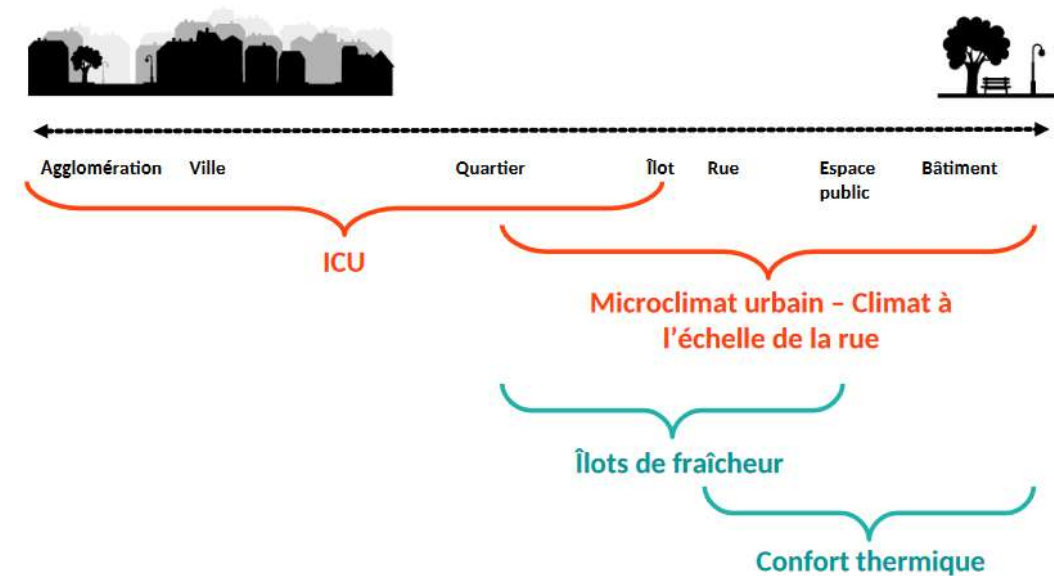 Agglomération Ville Quartier Îlot Rue Espace public Bâtiment
ICU
Microclimat urbain – Climat à
l’échelle de la rue
Îlots de fraîcheur
Confort thermique